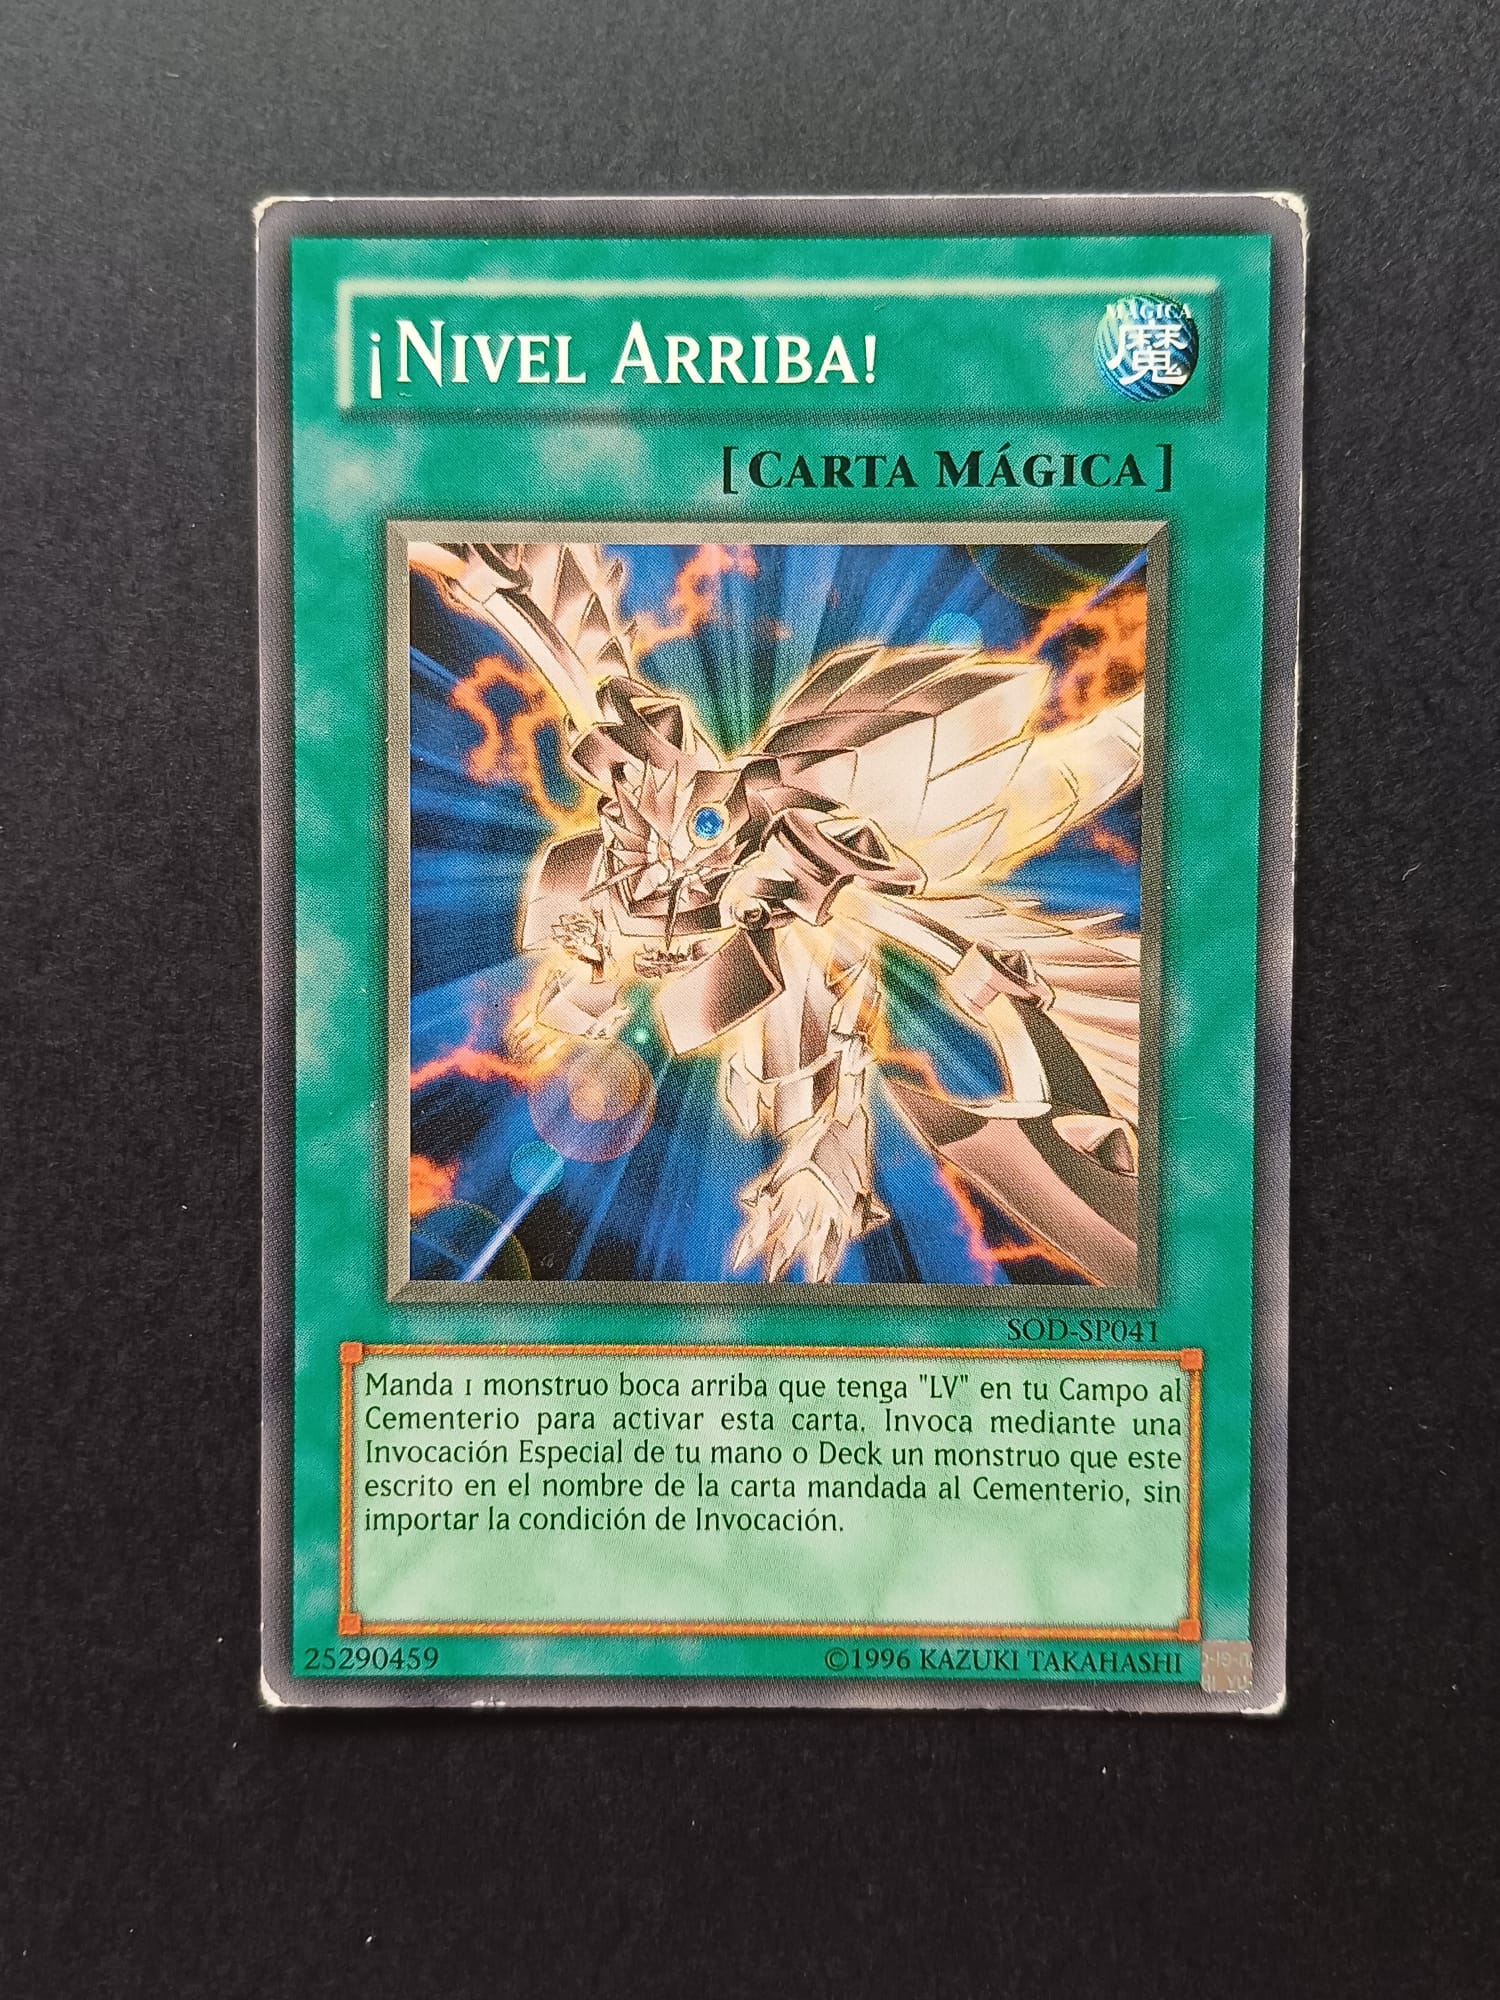 ¡NIVEL ARRIBA!
MÁGICA
魔
[CARTA MÁGICA]
SOD-SP041
Manda 1 monstruo boca arriba que tenga "LV" en tu Campo al
Cementerio para activar esta carta. Invoca mediante una
Invocación Especial de tu mano o Deck un monstruo que este
escrito en el nombre de la carta mandada al Cementerio, sin
importar la condición de Invocación.
25290459
©1996 KAZUKI TAKAHASHI